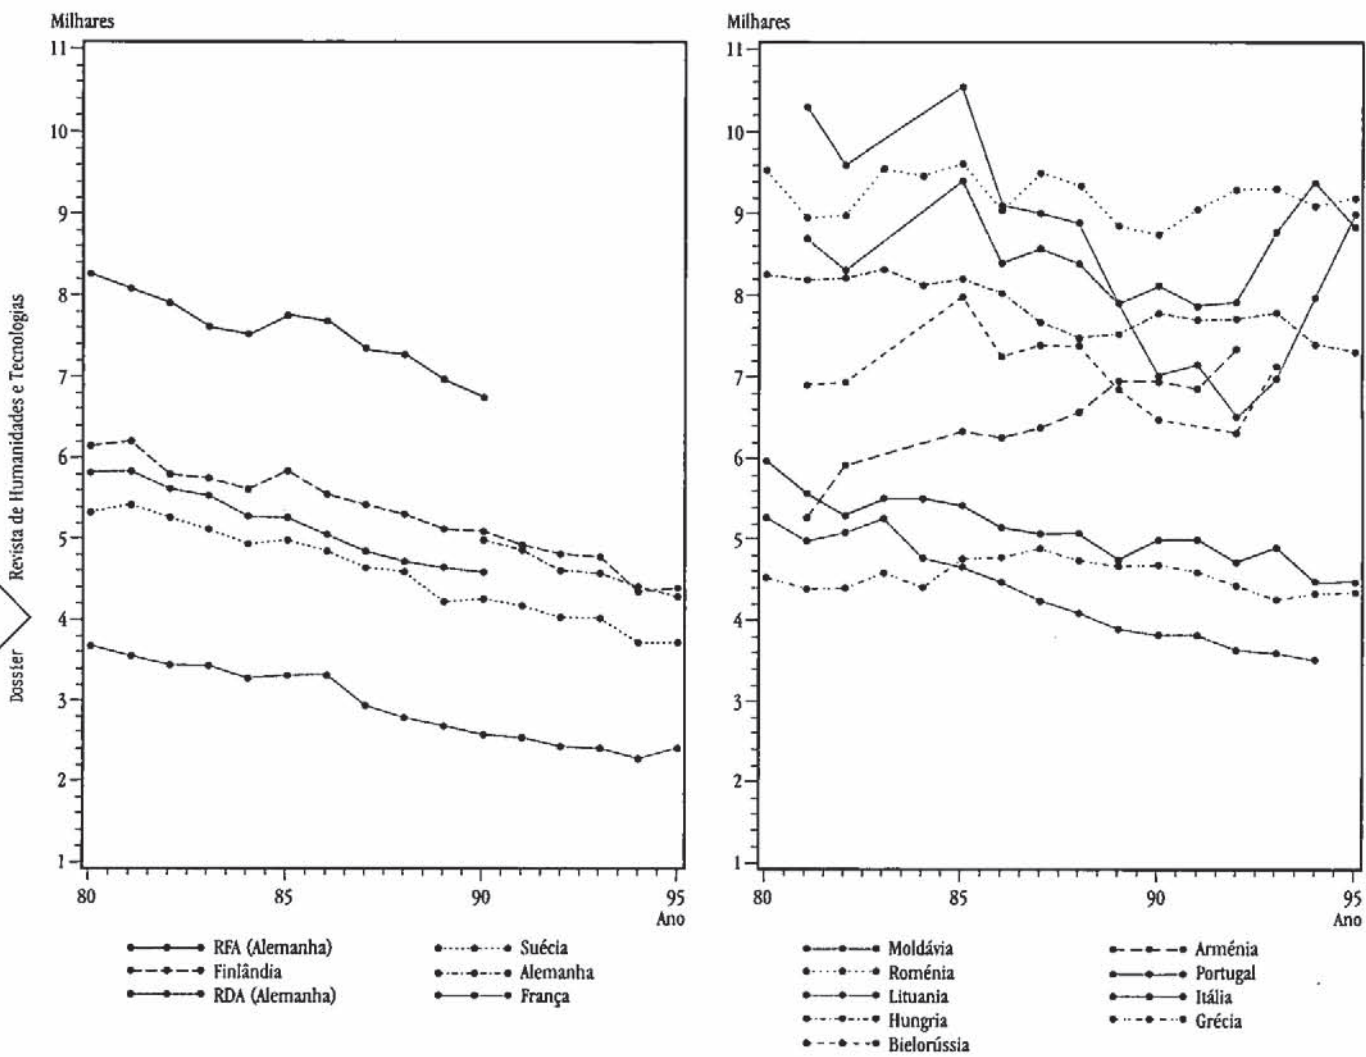 Milhares
11
10
9
8
7
6
5
4
3
2
1
80 85 90 95
Ano
RFA (Alemanha)
Finlândia
RDA (Alemanha)
Suécia
Alemanha
França
Milhares
11
10
9
8
7
6
5
4
3
2
1
80 85 90 95
Ano
Moldávia
Roménia
Lituania
Hungria
Bielorússia
Arménia
Portugal
Itália
Grécia
Dossier Revista de Humanidades e Tecnologias